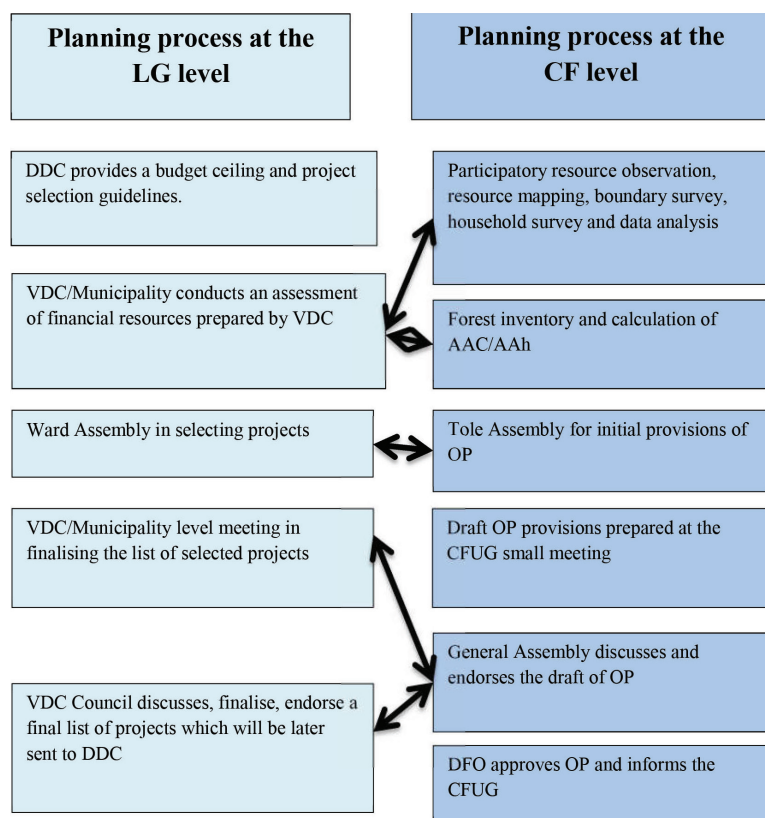 Planning process at the
LG level
Planning process at the
CF level
DDC provides a budget ceiling and project
selection guidelines.
Participatory resource observation,
resource mapping, boundary survey,
household survey and data analysis
VDC/Municipality conducts an assessment
of financial resources prepared by VDC
Forest inventory and calculation of
AAC/AAh
Ward Assembly in selecting projects
Tole Assembly for initial provisions of
OP
VDC/Municipality level meeting in
finalising the list of selected projects
Draft OP provisions prepared at the
CFUG small meeting
General Assembly discusses and
endorses the draft of OP
VDC Council discusses, finalise, endorse a
final list of projects which will be later
sent to DDC
DFO approves OP and informs the
CFUG